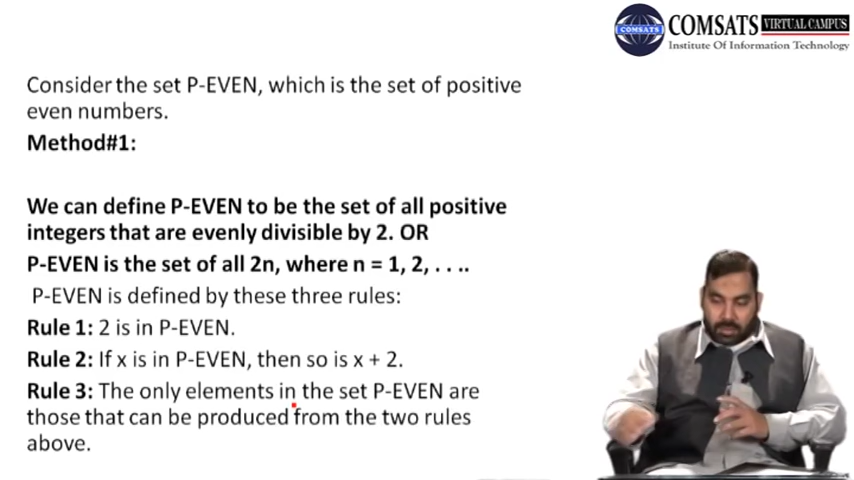 COMSATS
COMSATS VIRTUAL CAMPUS
Institute Of Information Technology
Consider the set P-EVEN, which is the set of positive
even numbers.
Method#1:
We can define P-EVEN to be the set of all positive
integers that are evenly divisible by 2. OR
P-EVEN is the set of all 2n, where n = 1, 2, . . ..
P-EVEN is defined by these three rules:
Rule 1: 2 is in P-EVEN.
Rule 2: If x is in P-EVEN, then so is x + 2.
Rule 3: The only elements in the set P-EVEN are
those that can be produced from the two rules
above.